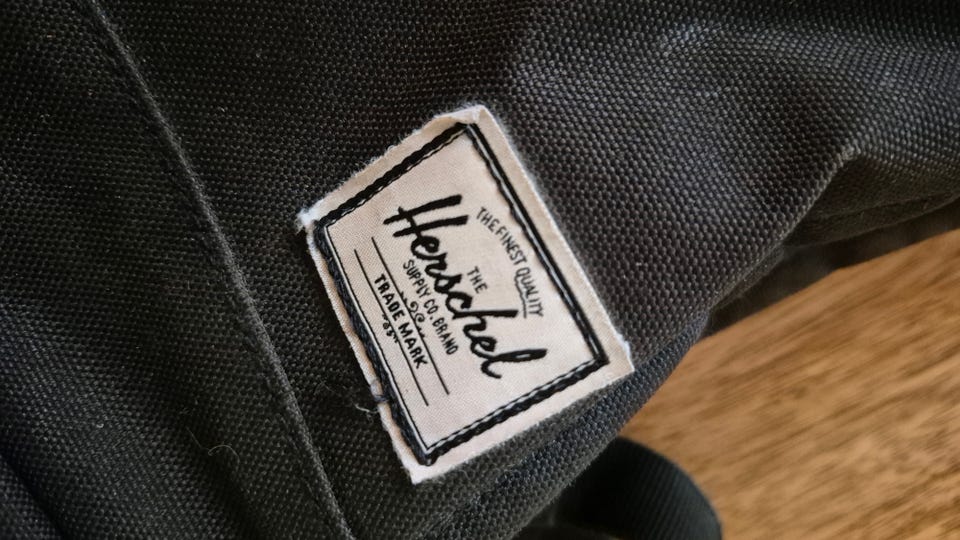 THE FINEST QUALITY
THE
Herschel
SUPPLY CO. BRAND
TRADE MARK